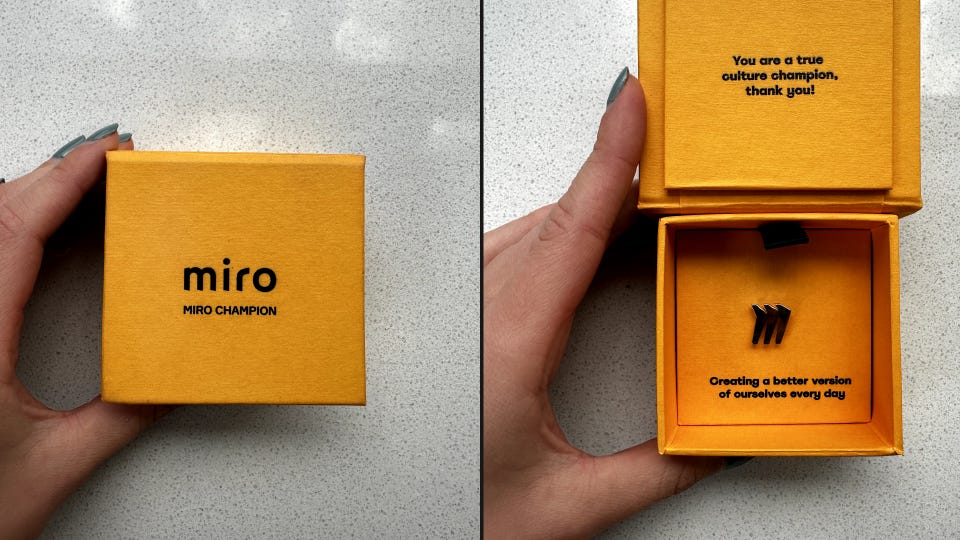 miro
MIRO CHAMPION
You are a true
culture champion,
thank you!
Creating a better version
of ourselves every day